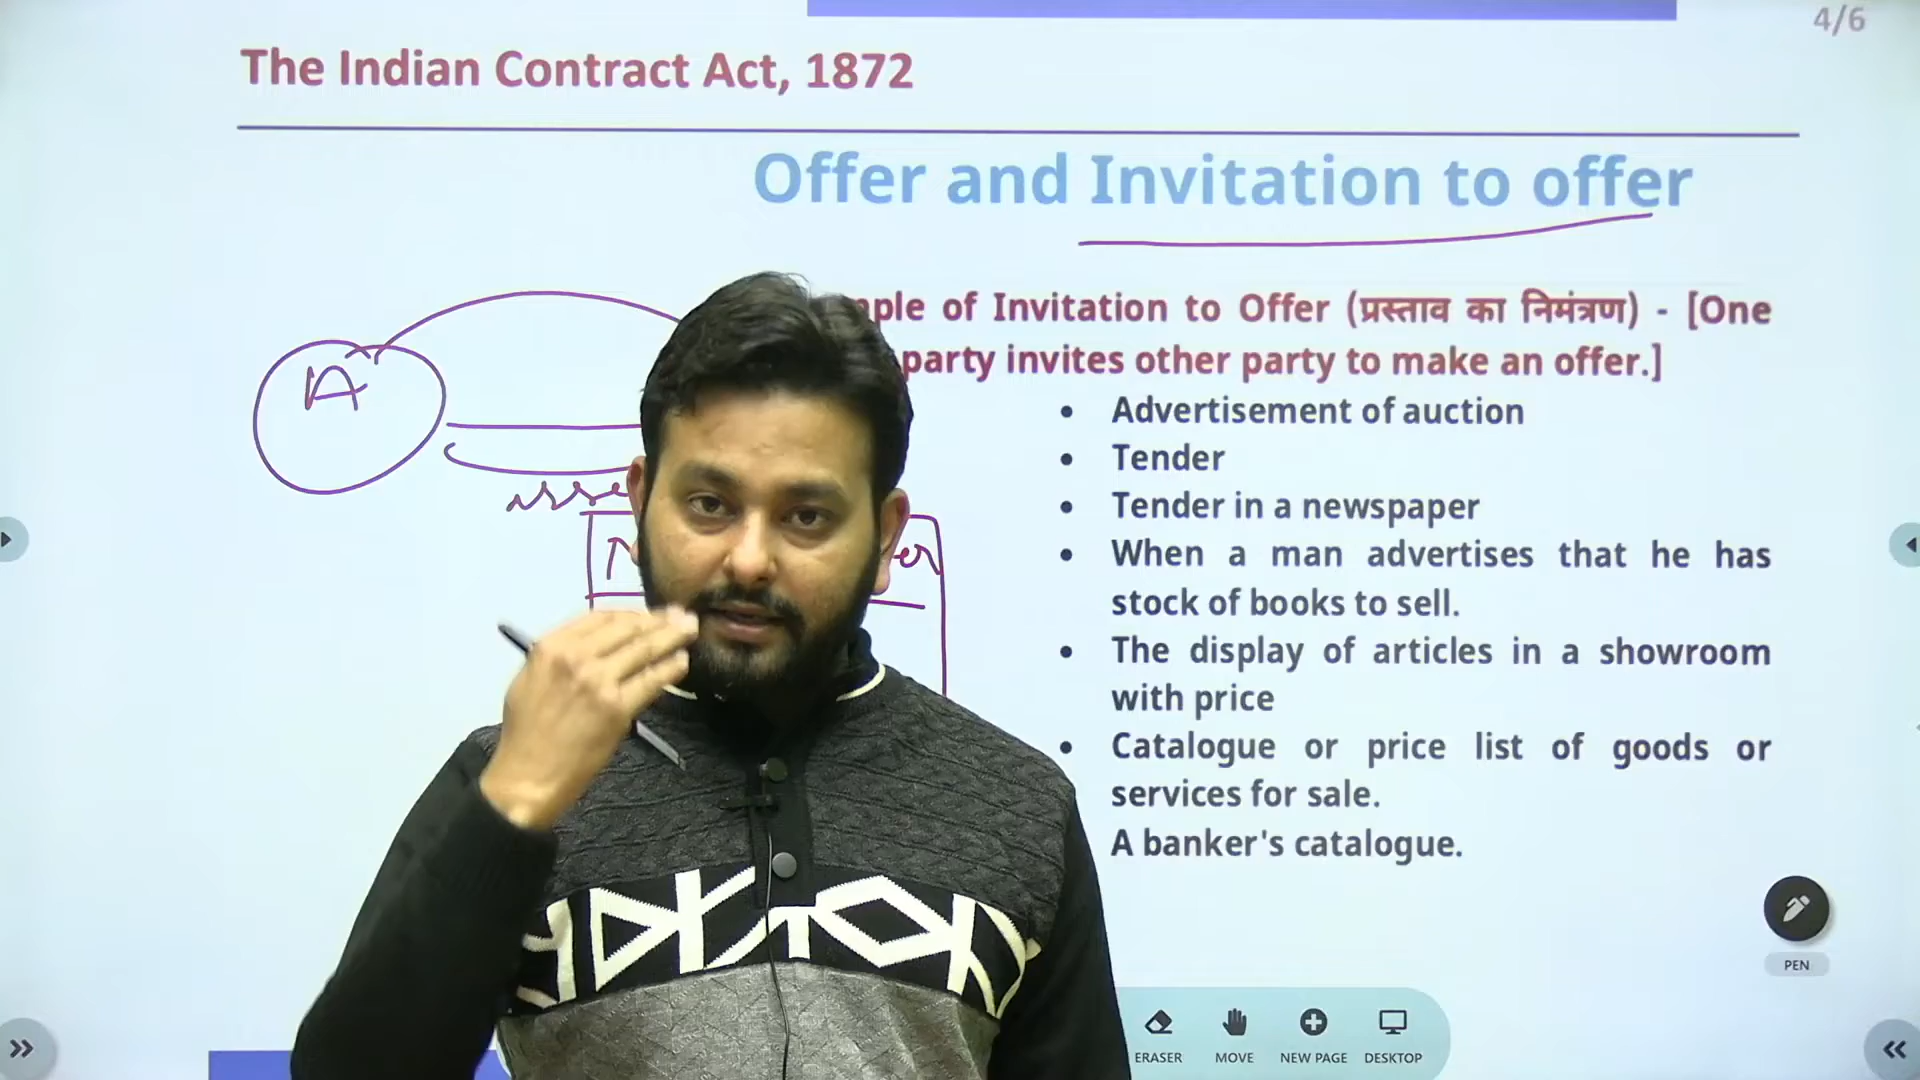 4/6
The Indian Contract Act, 1872
Offer and Invitation to offer
mple of Invitation to Offer (प्रस्ताव का निमंत्रण) - [One
party invites other party to make an offer.]
• Advertisement of auction
• Tender
• Tender in a newspaper
• When a man advertises that he has
stock of books to sell.
• The display of articles in a showroom
with price
• Catalogue or price list of goods or
services for sale.
A banker's catalogue.
A
er
PEN
ERASER MOVE NEW PAGE DESKTOP